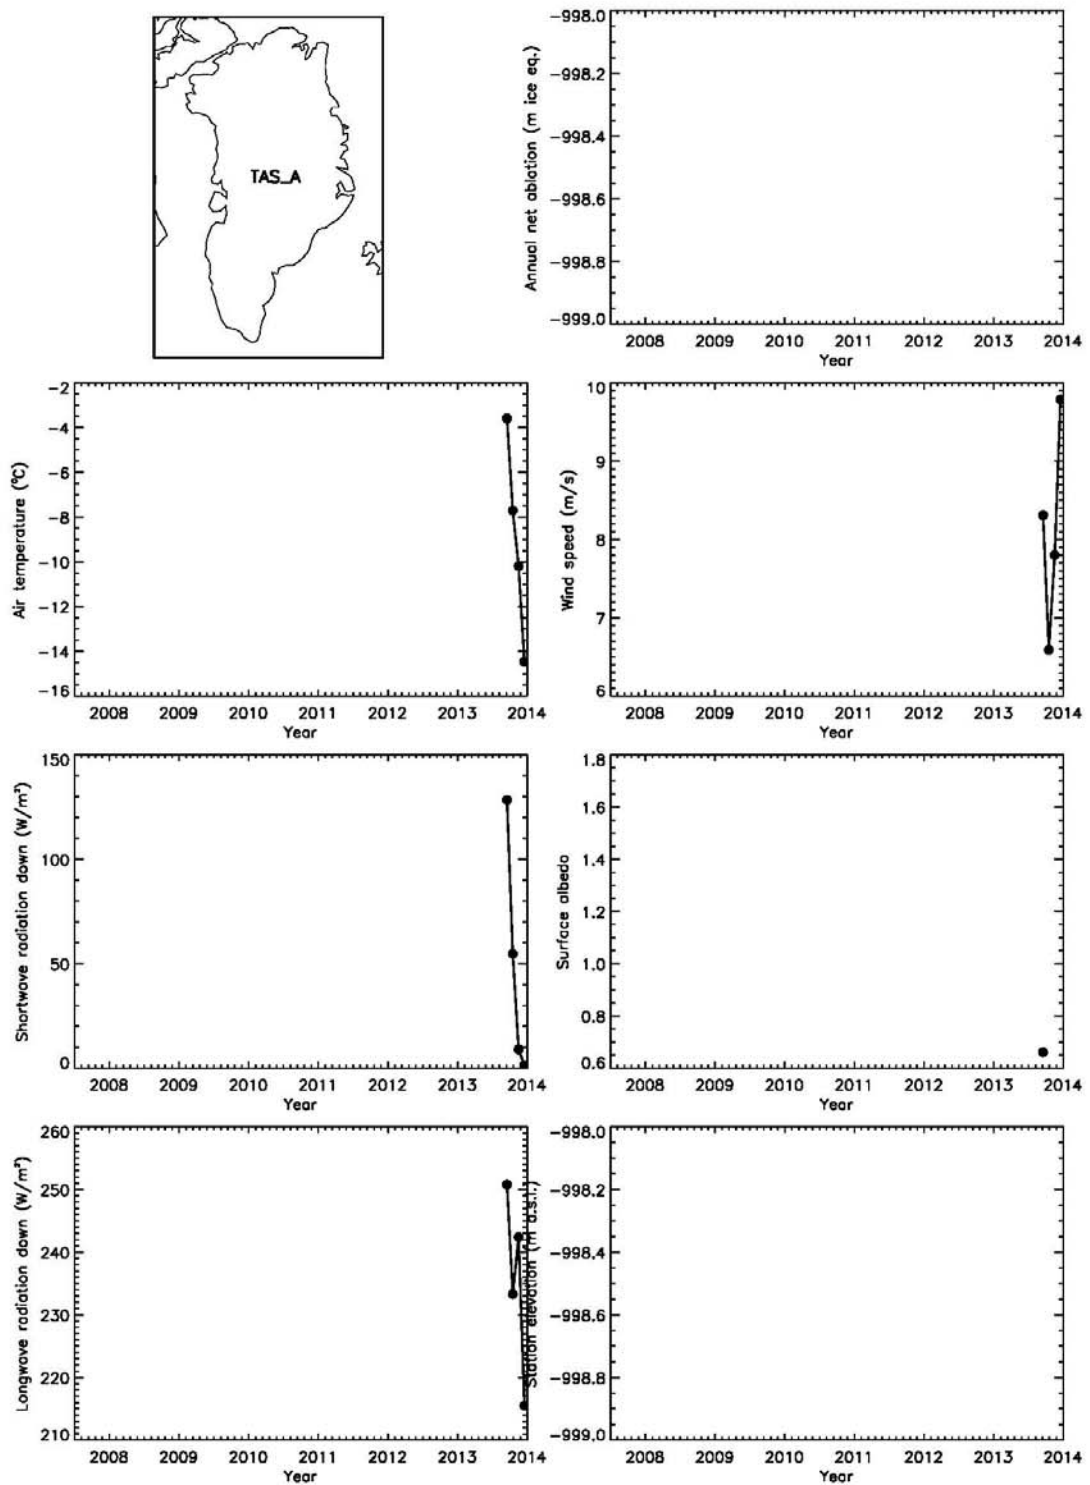 TAS_A
Annual net ablation (m ice eq.)
-998.0
-998.2
-998.4
-998.6
-998.8
-999.0
2008 2009 2010 2011 2012 2013 2014
Year
Air temperature (°C)
-2
-4
-6
-8
-10
-12
-14
-16
2008 2009 2010 2011 2012 2013 2014
Year
Wind speed (m/s)
10
9
8
7
6
2008 2009 2010 2011 2012 2013 2014
Year
Shortwave radiation down (W/m²)
150
100
50
0
2008 2009 2010 2011 2012 2013 2014
Year
Surface albedo
1.8
1.6
1.4
1.2
1.0
0.8
0.6
2008 2009 2010 2011 2012 2013 2014
Year
Longwave radiation down (W/m²)
260
250
240
230
220
210
2008 2009 2010 2011 2012 2013 2014
Year
Station elevation (m a.s.l.)
-998.0
-998.2
-998.4
-998.6
-998.8
-999.0
2008 2009 2010 2011 2012 2013 2014
Year